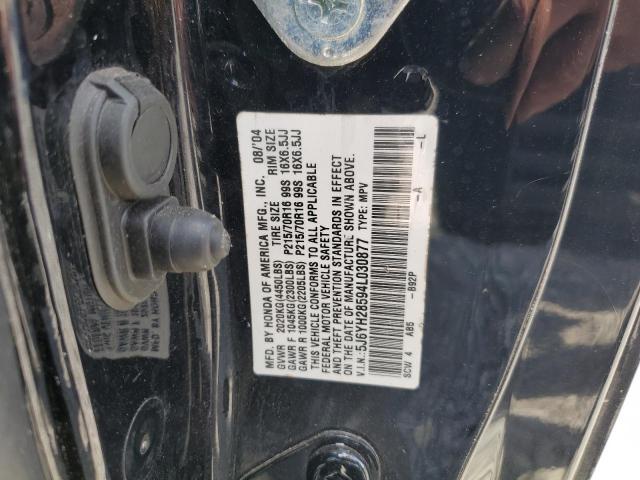 MFD. BY HONDA OF AMERICA MFG., INC. 08/'04
TIRE SIZE RIM SIZE
GVWR 2020KG(4450LBS)
GAWR F 1045KG(2300LBS) P215/70R16 99S 16X6.5JJ
GAWR R 1000KG(2205LBS) P215/70R16 99S 16X6.5JJ
THIS VEHICLE CONFORMS TO ALL APPLICABLE
FEDERAL MOTOR VEHICLE SAFETY
AND THEFT PREVENTION STANDARDS IN EFFECT
ON THE DATE OF MANUFACTURE SHOWN ABOVE.
V.I.N.: 5J6YH28594L030877 TYPE: MPV
-B92P -A -L
SCW 4 A85